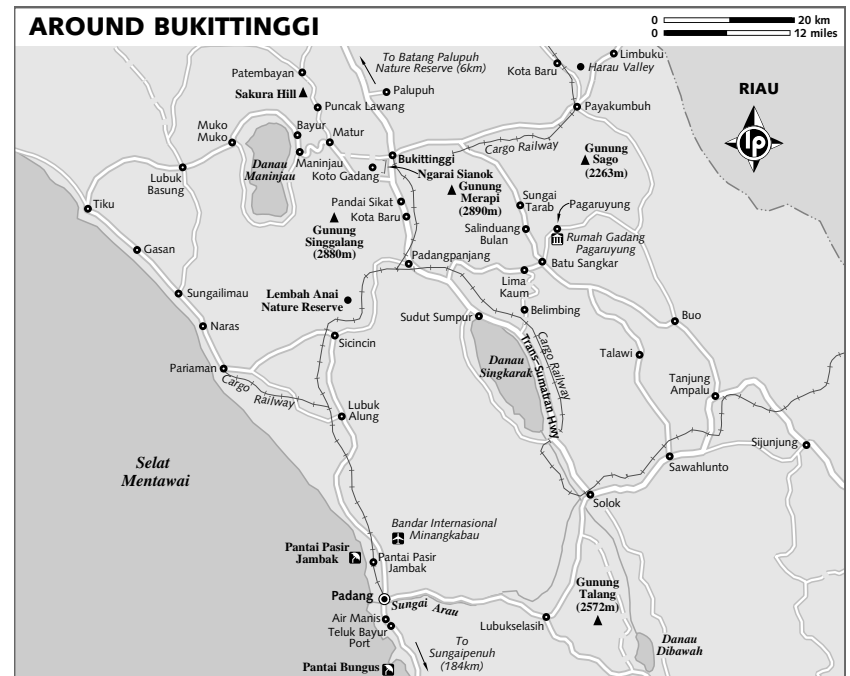 AROUND BUKITTINGGI
0 20 km
0 12 miles
To Batang Palupuh
Nature Reserve (6km)
Limbuku
Kota Baru
Harau Valley
Patembayan
Sakura Hill
Palupuh
RIAU
Puncak Lawang
Payakumbuh
Muko
Muko
Bayur
Matur
lp
Cargo Railway
Gunung
Sago
(2263m)
Danau
Maninjau
Maninjau
Bukittinggi
Koto Gadang
Ngarai Sianok
Lubuk
Basung
Gunung
Merapi
(2890m)
Sungai
Tarab
Pagaruyung
Tiku
Pandai Sikat
Kota Baru
Gunung
Singgalang
(2880m)
Salinduang
Bulan
Rumah Gadang
Pagaruyung
Gasan
Padangpanjang
Batu Sangkar
Lima
Kaum
Sungailimau
Lembah Anai
Nature Reserve
Belimbing
Sudut Sumpur
Buo
Naras
Sicincin
Trans-Sumatran Hwy
Cargo Railway
Talawi
Danau
Singkarak
Pariaman
Cargo
Railway
Tanjung
Ampalu
Lubuk
Alung
Sijunjung
Selat
Mentawai
Sawahlunto
Solok
Bandar Internasional
Minangkabau
Pantai Pasir
Jambak
Pantai Pasir
Jambak
Gunung
Talang
(2572m)
Padang
Sungai Arau
Air Manis
Teluk Bayur
Port
Lubukselasih
To
Sungaipenuh
(184km)
Danau
Dibawah
Pantai Bungus